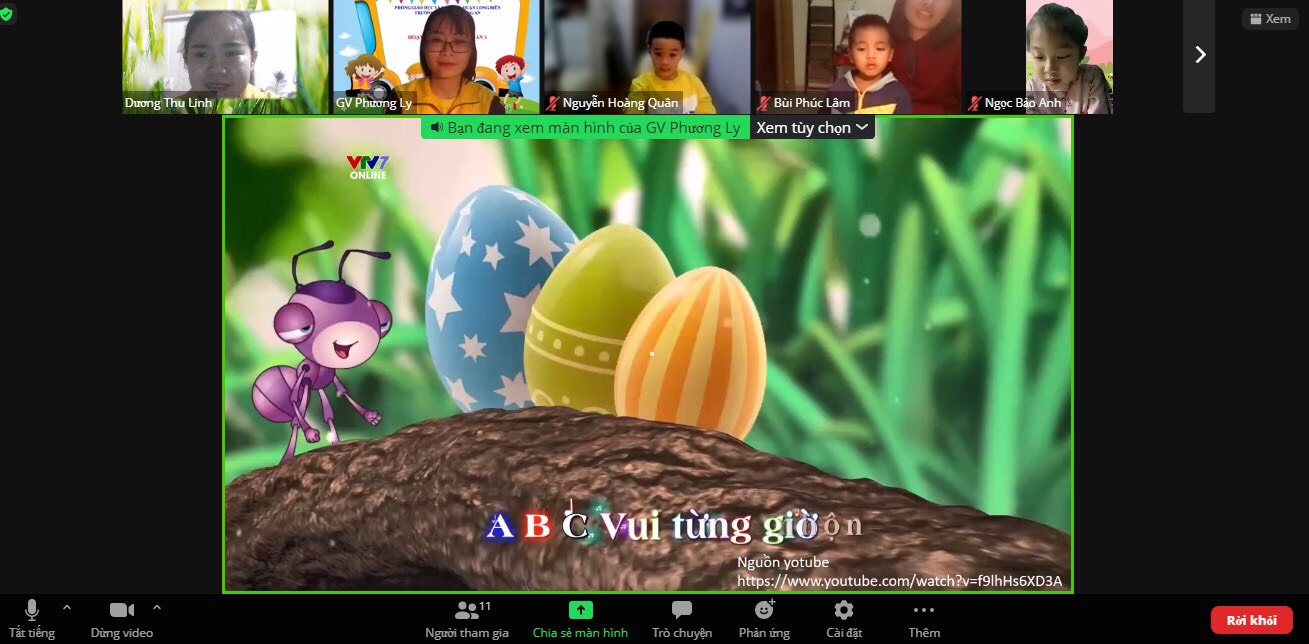 Xem
Dương Thu Linh
GV Phương Ly
Nguyễn Hoàng Quân
Bùi Phúc Lâm
Ngọc Bảo Anh
Bạn đang xem màn hình của GV Phương Ly
Xem tùy chọn
VTV7
ONLINE
A B C Vui từng giờ
Nguồn yotube
https://www.youtube.com/watch?v=f9lhHs6XD3A
Tắt tiếng
Dừng video
Người tham gia
11
Chia sẻ màn hình
Trò chuyện
Phản ứng
Cài đặt
Thêm
Rời khỏi